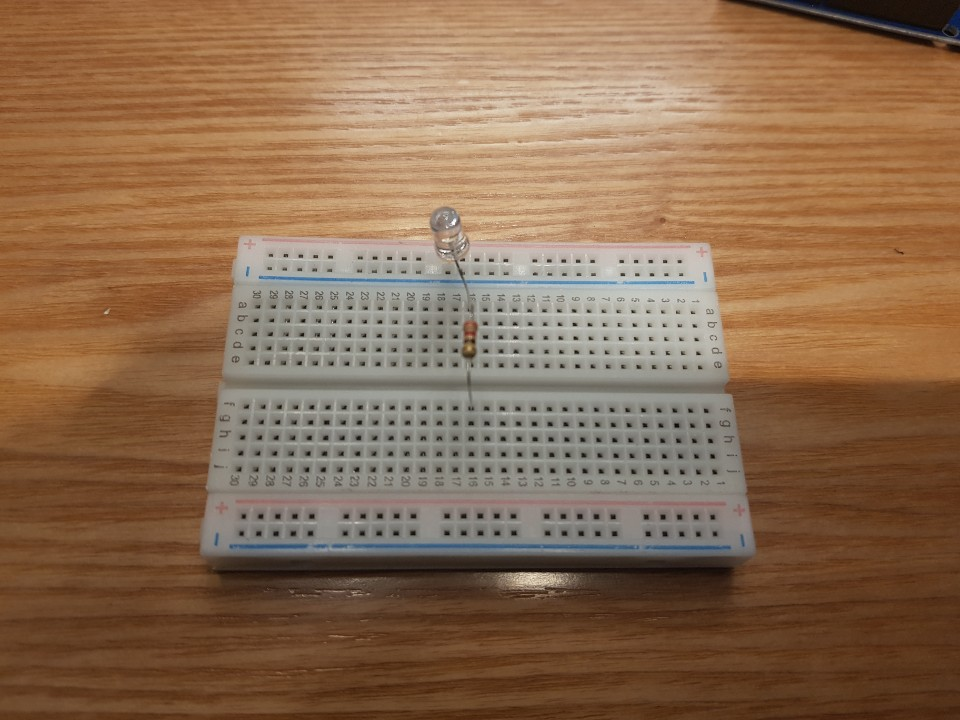 + +
- -
30 29 28 27 26 25 24 23 22 21 20 19 18 17 16 15 14 13 12 11 10 9 8 7 6 5 4 3 2 1
a a
b b
c c
d d
e e
f f
g g
h h
i i
j j
30 29 28 27 26 25 24 23 22 21 20 19 18 17 16 15 14 13 12 11 10 9 8 7 6 5 4 3 2 1
+ +
- -